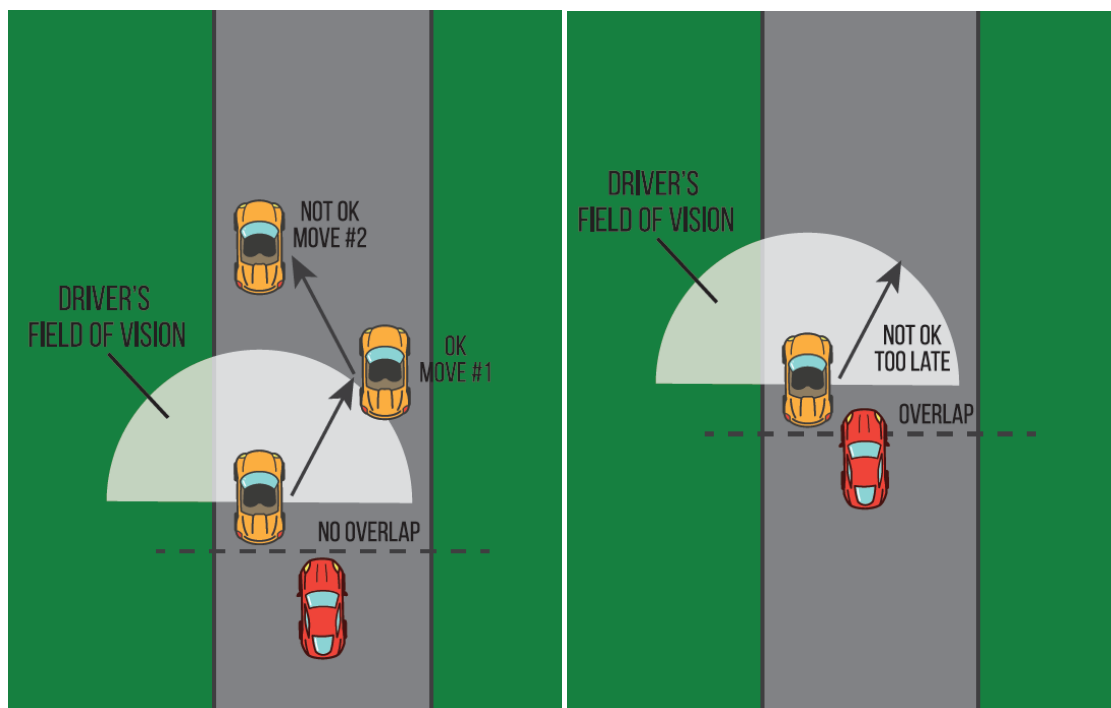 NOT OK
MOVE #2
DRIVER'S
FIELD OF VISION
OK
MOVE #1
NO OVERLAP
DRIVER'S
FIELD OF VISION
NOT OK
TOO LATE
OVERLAP